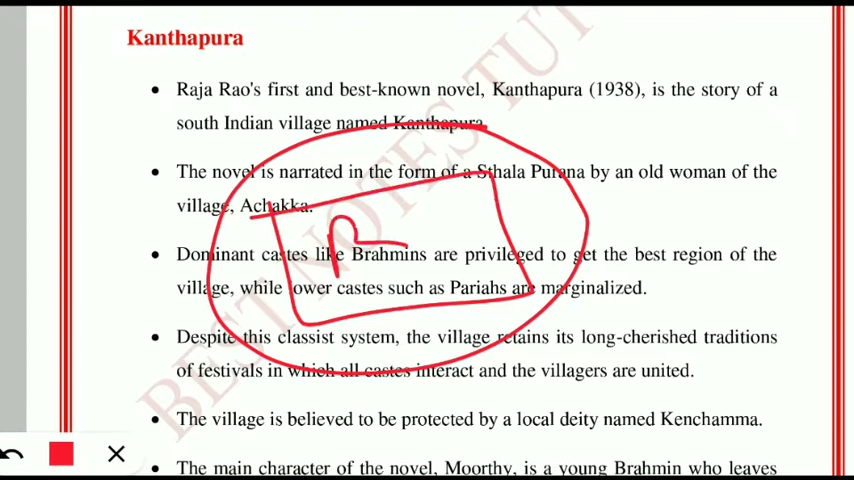 Kanthapura
• Raja Rao's first and best-known novel, Kanthapura (1938), is the story of a
south Indian village named Kanthapura.
• The novel is narrated in the form of a Sthala Purana by an old woman of the
village, Achakka.
• Dominant castes like Brahmins are privileged to get the best region of the
village, while lower castes such as Pariahs are marginalized.
• Despite this classist system, the village retains its long-cherished traditions
of festivals in which all castes interact and the villagers are united.
• The village is believed to be protected by a local deity named Kenchamma.
• The main character of the novel, Moorthy, is a young Brahmin who leaves
BEST NOTES TUT
R